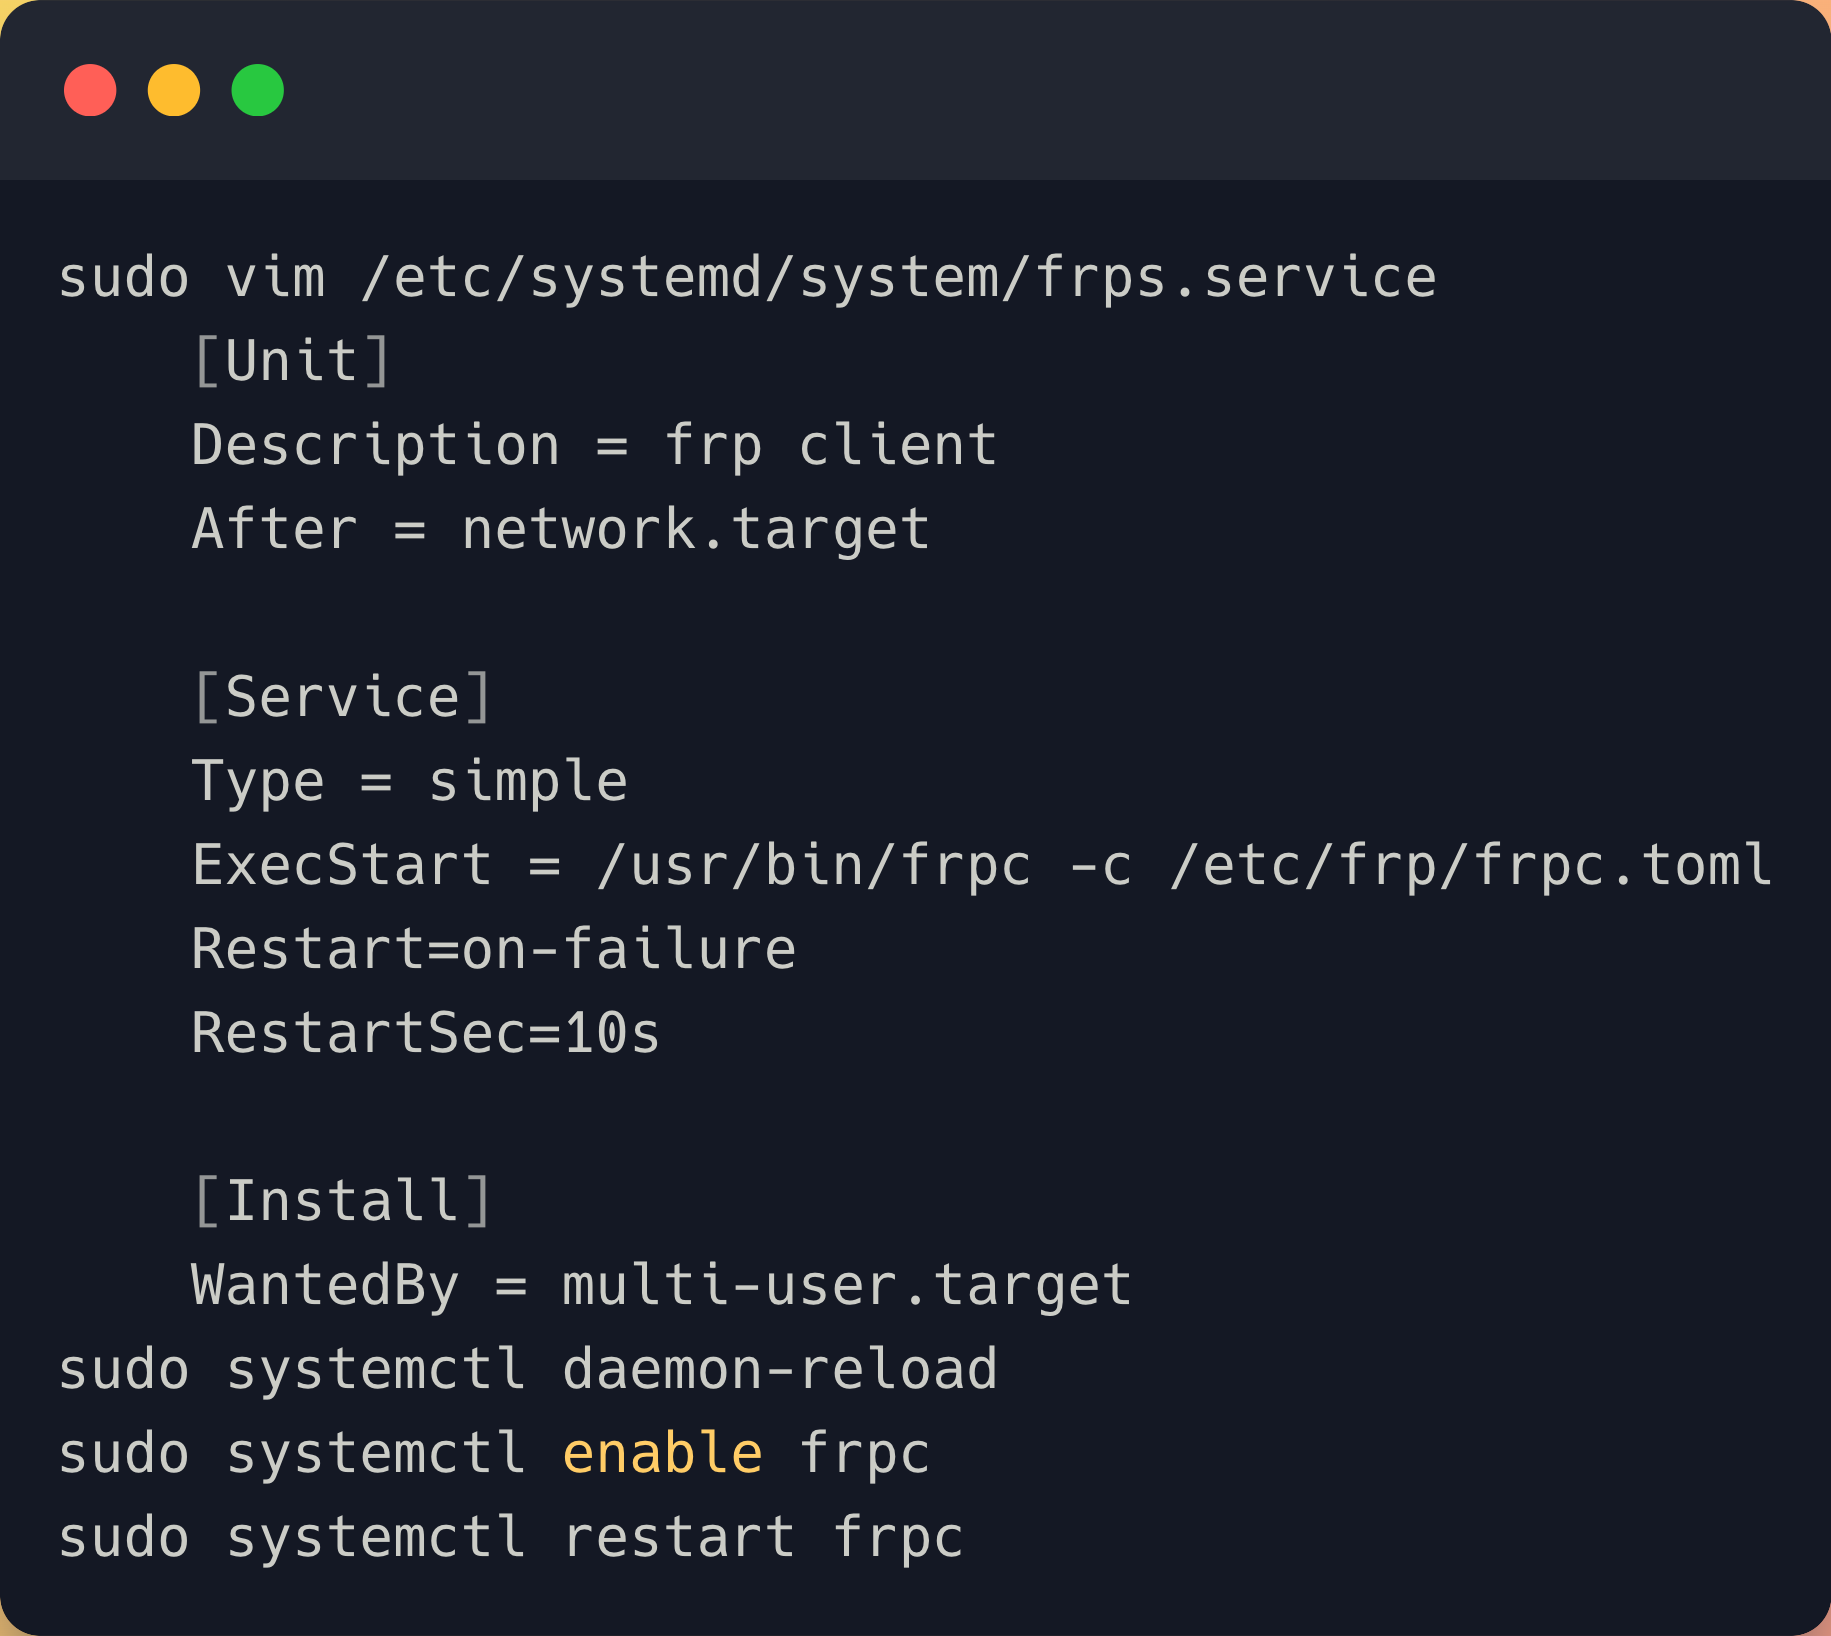 sudo vim /etc/systemd/system/frps.service
    [Unit]
    Description = frp client
    After = network.target

    [Service]
    Type = simple
    ExecStart = /usr/bin/frpc -c /etc/frp/frpc.toml
    Restart=on-failure
    RestartSec=10s

    [Install]
    WantedBy = multi-user.target
sudo systemctl daemon-reload
sudo systemctl enable frpc
sudo systemctl restart frpc